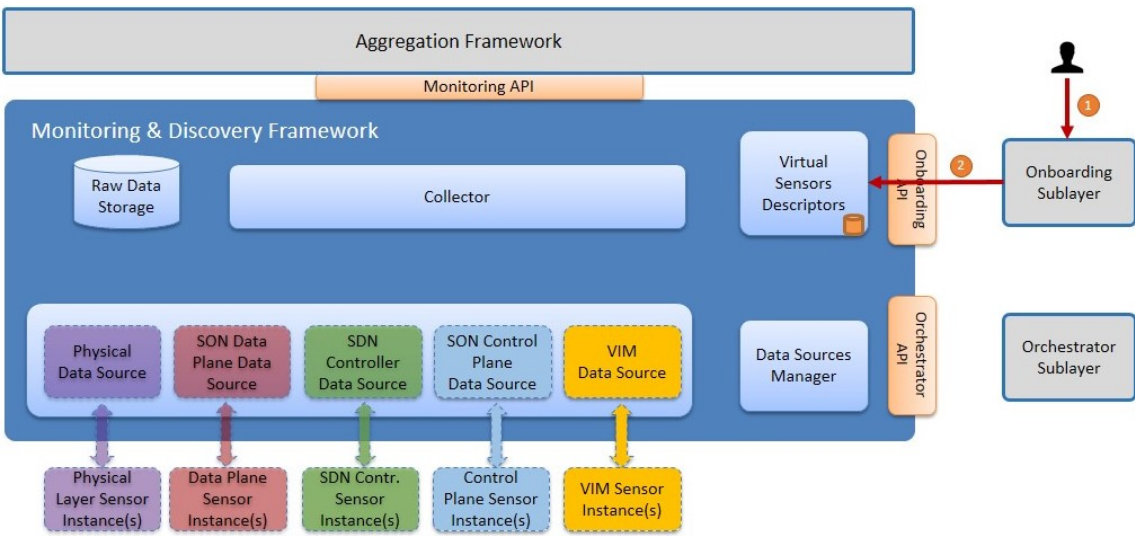 Aggregation Framework
Monitoring API
Monitoring & Discovery Framework
1
Raw Data
Storage
Collector
Virtual
Sensors
Descriptors
Onboarding
API
2
Onboarding
Sublayer
Physical
Data Source
SON Data
Plane Data
Source
SDN
Controller
Data Source
SON Control
Plane
Data Source
VIM
Data Source
Data Sources
Manager
Orchestrator
API
Orchestrator
Sublayer
Physical
Layer Sensor
Instance(s)
Data Plane
Sensor
Instance(s)
SDN Contr.
Sensor
Instance(s)
Control
Plane Sensor
Instance(s)
VIM Sensor
Instance(s)